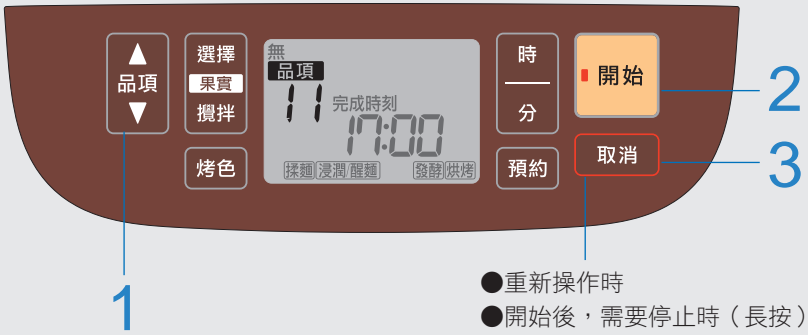 ▲
品項
▼
選擇
果實
攪拌
烤色
無
品項
11
完成時刻
17:00
揉麵 浸潤/醒麵 發酵 烘烤
時
分
預約
開始
取消
1
2
3
●重新操作時
●開始後，需要停止時（長按）